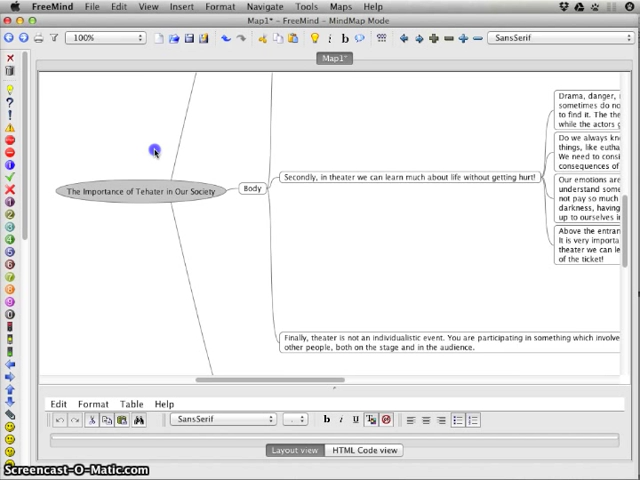 FreeMind File Edit View Insert Format Navigate Tools Maps Help
Map1* – FreeMind – MindMap Mode
100%
SansSerif
Map1*
Drama, danger,
sometimes do no
to find it. The the
while the actors g
Do we always kno
things, like eutha
We need to consi
consequences of
Our emotions are
understand some
not pay so much
darkness, having
up to ourselves i
Above the entran
It is very importa
theater we can le
of the ticket!
Secondly, in theater we can learn much about life without getting hurt!
The Importance of Tehater in Our Society
Body
Finally, theater is not an individualistic event. You are participating in something which involve
other people, both on the stage and in the audience.
Edit Format Table Help
SansSerif
b i u
Layout view HTML Code view
Screencast-O-Matic.com